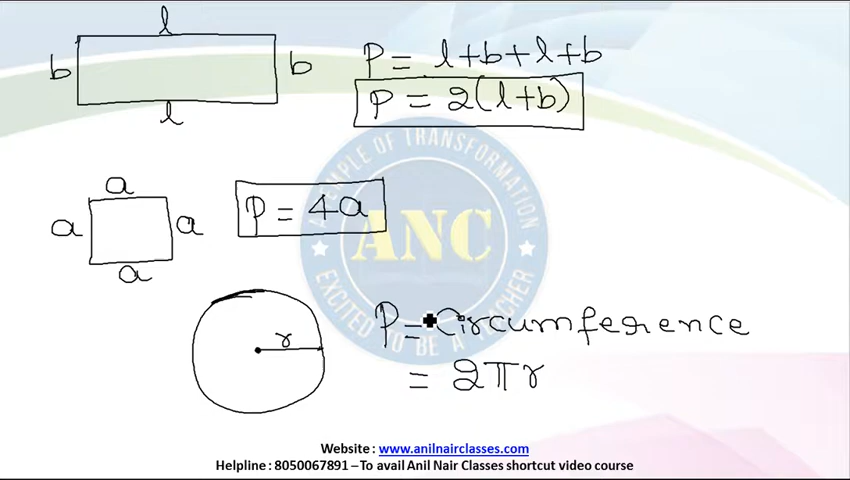 l
b
b
l
P = l+b+l+b
P = 2(l+b)
a
a
a
a
P = 4a
r
P = Circumference
= 2πr
A TEMPLE OF TRANSFORMATION
ANC
EXCITED TO BE A TEACHER
Website : www.anilnairclasses.com
Helpline : 8050067891 – To avail Anil Nair Classes shortcut video course